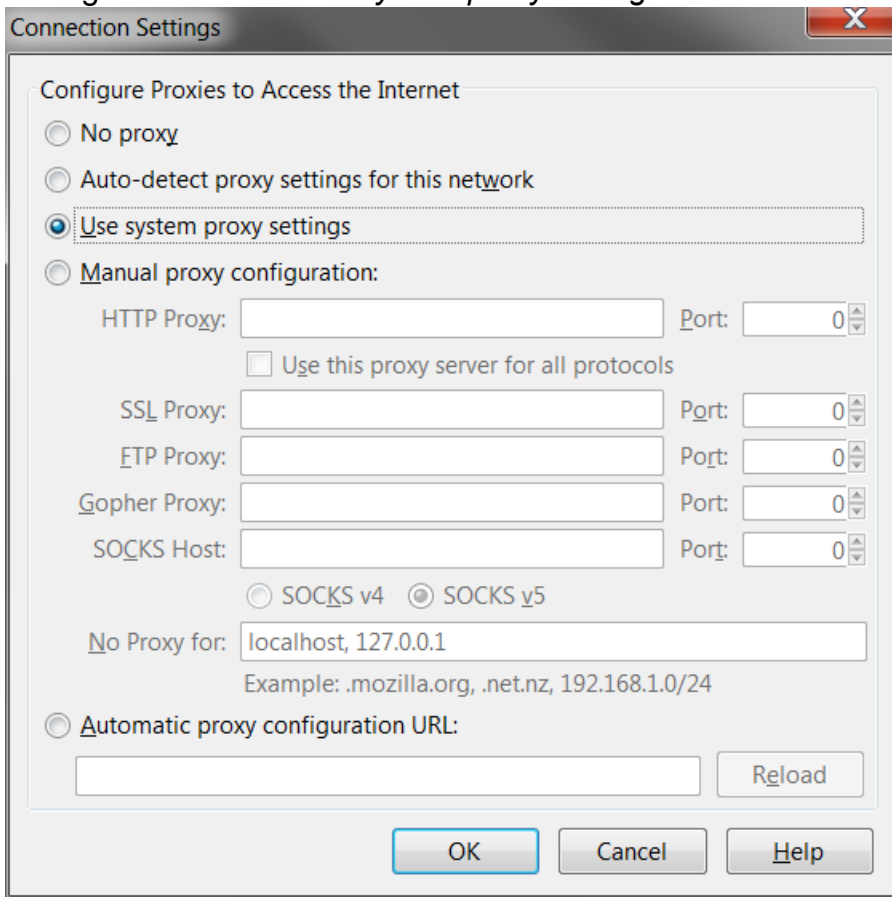 Connection Settings
X
Configure Proxies to Access the Internet
No proxy
Auto-detect proxy settings for this network
Use system proxy settings
Manual proxy configuration:
HTTP Proxy: Port: 0
Use this proxy server for all protocols
SSL Proxy: Port: 0
FTP Proxy: Port: 0
Gopher Proxy: Port: 0
SOCKS Host: Port: 0
SOCKS v4 SOCKS v5
No Proxy for: localhost, 127.0.0.1
Example: .mozilla.org, .net.nz, 192.168.1.0/24
Automatic proxy configuration URL:
Reload
OK Cancel Help